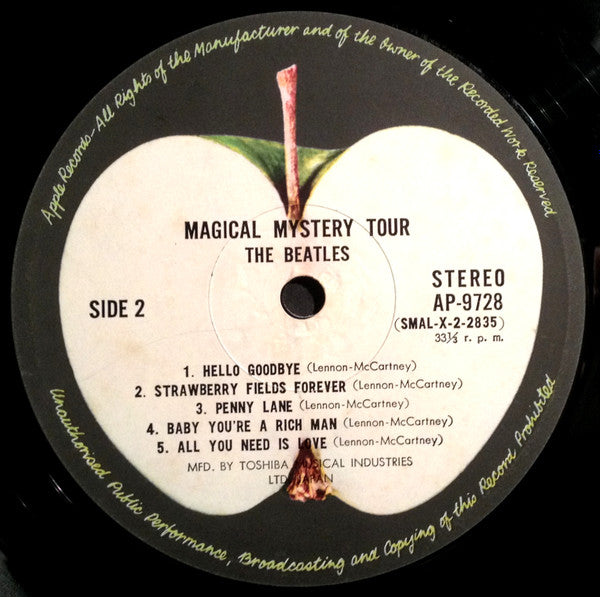 Apple Records-All Rights of the Manufacturer and of the Owner of the Recorded Work Reserved
MAGICAL MYSTERY TOUR
THE BEATLES
SIDE 2
STEREO
AP-9728
(SMAL-X-2-2835)
33⅓ r. p. m.
1. HELLO GOODBYE (Lennon-McCartney)
2. STRAWBERRY FIELDS FOREVER (Lennon-McCartney)
3. PENNY LANE (Lennon-McCartney)
4. BABY YOU'RE A RICH MAN (Lennon-McCartney)
5. ALL YOU NEED IS LOVE (Lennon-McCartney)
MFD. BY TOSHIBA MUSICAL INDUSTRIES
LTD. JAPAN
Unauthorised Public Performance, Broadcasting and Copying of this Record Prohibited